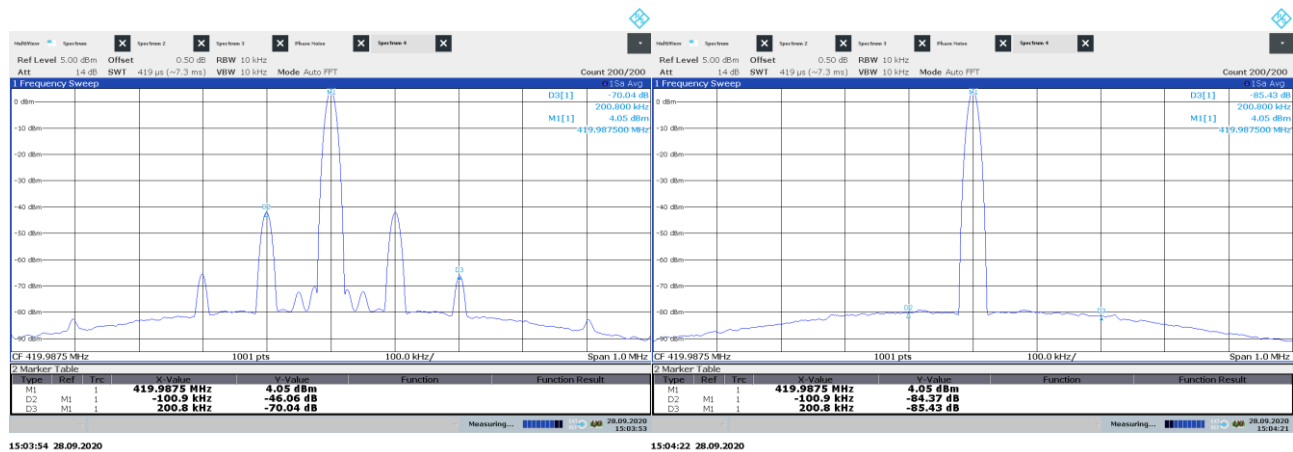 MultiView Spectrum Spectrum 2 Spectrum 3 Phase Noise Spectrum 4
Ref Level 5.00 dBm Offset 0.50 dB RBW 10 kHz
Att 14 dB SWT 419 µs (~7.3 ms) VBW 10 kHz Mode Auto FFT Count 200/200
1 Frequency Sweep 1Sa Avg
D3[1] -70.04 dB
200.800 kHz
M1[1] 4.05 dBm
419.987500 MHz
0 dBm
-10 dBm
-20 dBm
-30 dBm
-40 dBm
-50 dBm
-60 dBm
-70 dBm
-80 dBm
-90 dBm
M1
D2
D3
CF 419.9875 MHz 1001 pts 100.0 kHz/ Span 1.0 MHz
2 Marker Table
Type Ref Trc X-Value Y-Value Function Function Result
M1 1 419.9875 MHz 4.05 dBm
D2 M1 1 -100.9 kHz -46.06 dB
D3 M1 1 200.8 kHz -70.04 dB
Measuring... 28.09.2020
15:03:53
15:03:54 28.09.2020
MultiView Spectrum Spectrum 2 Spectrum 3 Phase Noise Spectrum 4
Ref Level 5.00 dBm Offset 0.50 dB RBW 10 kHz
Att 14 dB SWT 419 µs (~7.3 ms) VBW 10 kHz Mode Auto FFT Count 200/200
1 Frequency Sweep 1Sa Avg
D3[1] -85.43 dB
200.800 kHz
M1[1] 4.05 dBm
419.987500 MHz
0 dBm
-10 dBm
-20 dBm
-30 dBm
-40 dBm
-50 dBm
-60 dBm
-70 dBm
-80 dBm
-90 dBm
M1
D2
D3
CF 419.9875 MHz 1001 pts 100.0 kHz/ Span 1.0 MHz
2 Marker Table
Type Ref Trc X-Value Y-Value Function Function Result
M1 1 419.9875 MHz 4.05 dBm
D2 M1 1 -100.9 kHz -84.37 dB
D3 M1 1 200.8 kHz -85.43 dB
Measuring... 28.09.2020
15:04:21
15:04:22 28.09.2020